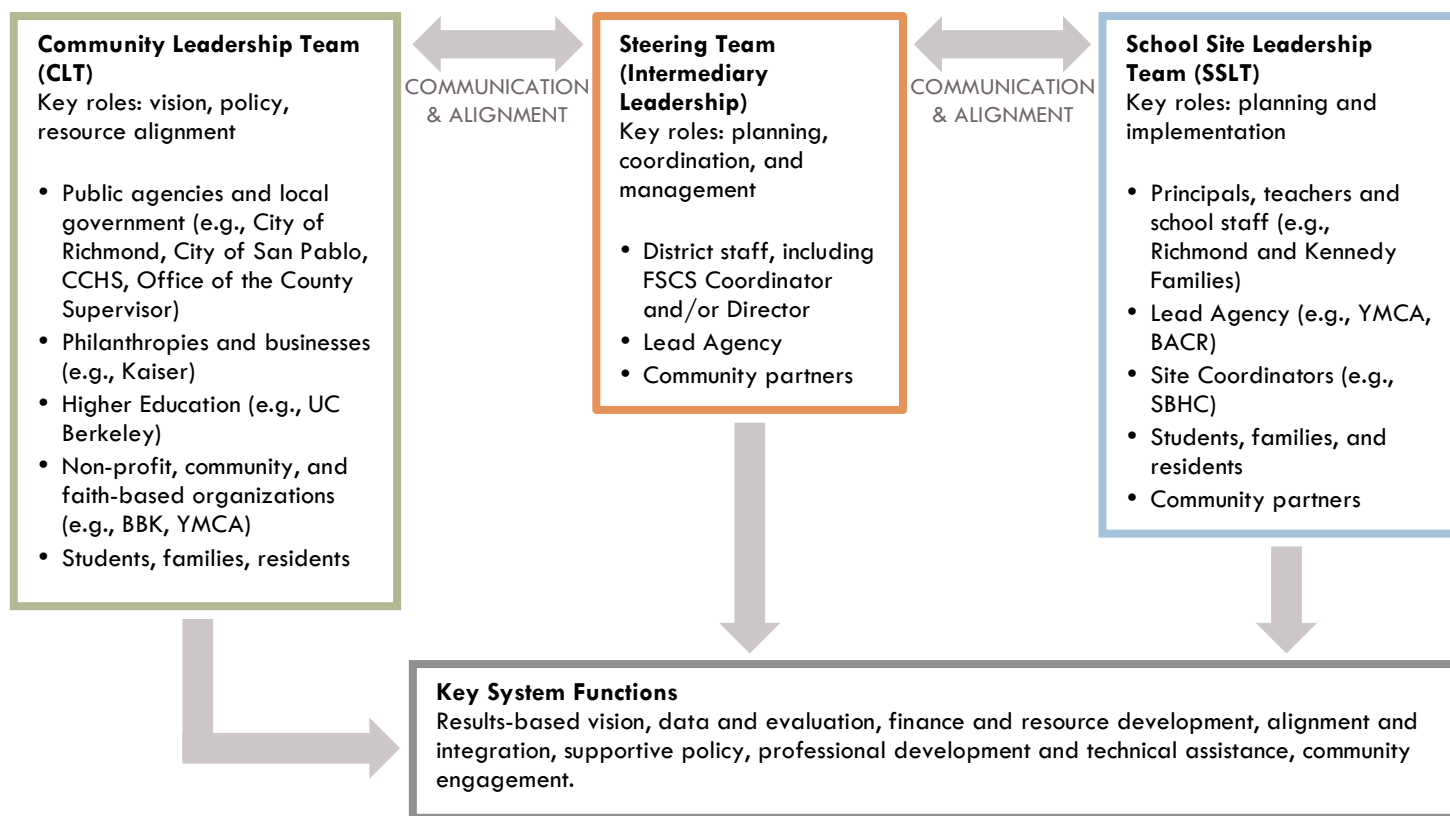 Community Leadership Team
(CLT)
Key roles: vision, policy,
resource alignment
• Public agencies and local
government (e.g., City of
Richmond, City of San Pablo,
CCHS, Office of the County
Supervisor)
• Philanthropies and businesses
(e.g., Kaiser)
• Higher Education (e.g., UC
Berkeley)
• Non-profit, community, and
faith-based organizations
(e.g., BBK, YMCA)
• Students, families, residents
COMMUNICATION
& ALIGNMENT
Steering Team
(Intermediary
Leadership)
Key roles: planning,
coordination, and
management
• District staff, including
FSCS Coordinator
and/or Director
• Lead Agency
• Community partners
COMMUNICATION
& ALIGNMENT
School Site Leadership
Team (SSLT)
Key roles: planning and
implementation
• Principals, teachers and
school staff (e.g.,
Richmond and Kennedy
Families)
• Lead Agency (e.g., YMCA,
BACR)
• Site Coordinators (e.g.,
SBHC)
• Students, families, and
residents
• Community partners
Key System Functions
Results-based vision, data and evaluation, finance and resource development, alignment and
integration, supportive policy, professional development and technical assistance, community
engagement.